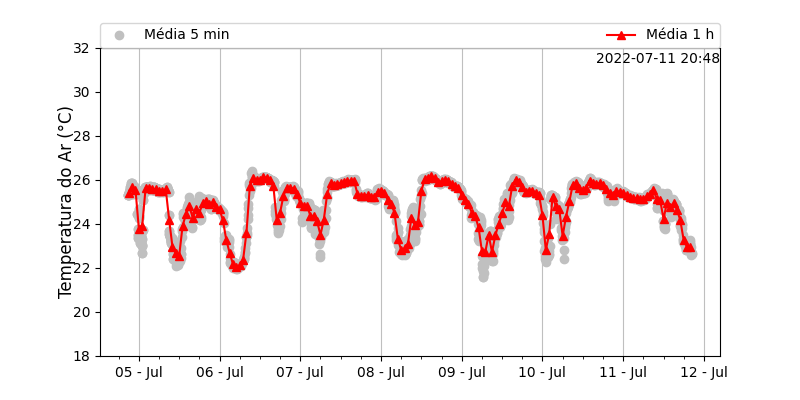 Média 5 min
Média 1 h
2022-07-11 20:48
Temperatura do Ar (°C)
32
30
28
26
24
22
20
18
05 - Jul
06 - Jul
07 - Jul
08 - Jul
09 - Jul
10 - Jul
11 - Jul
12 - Jul